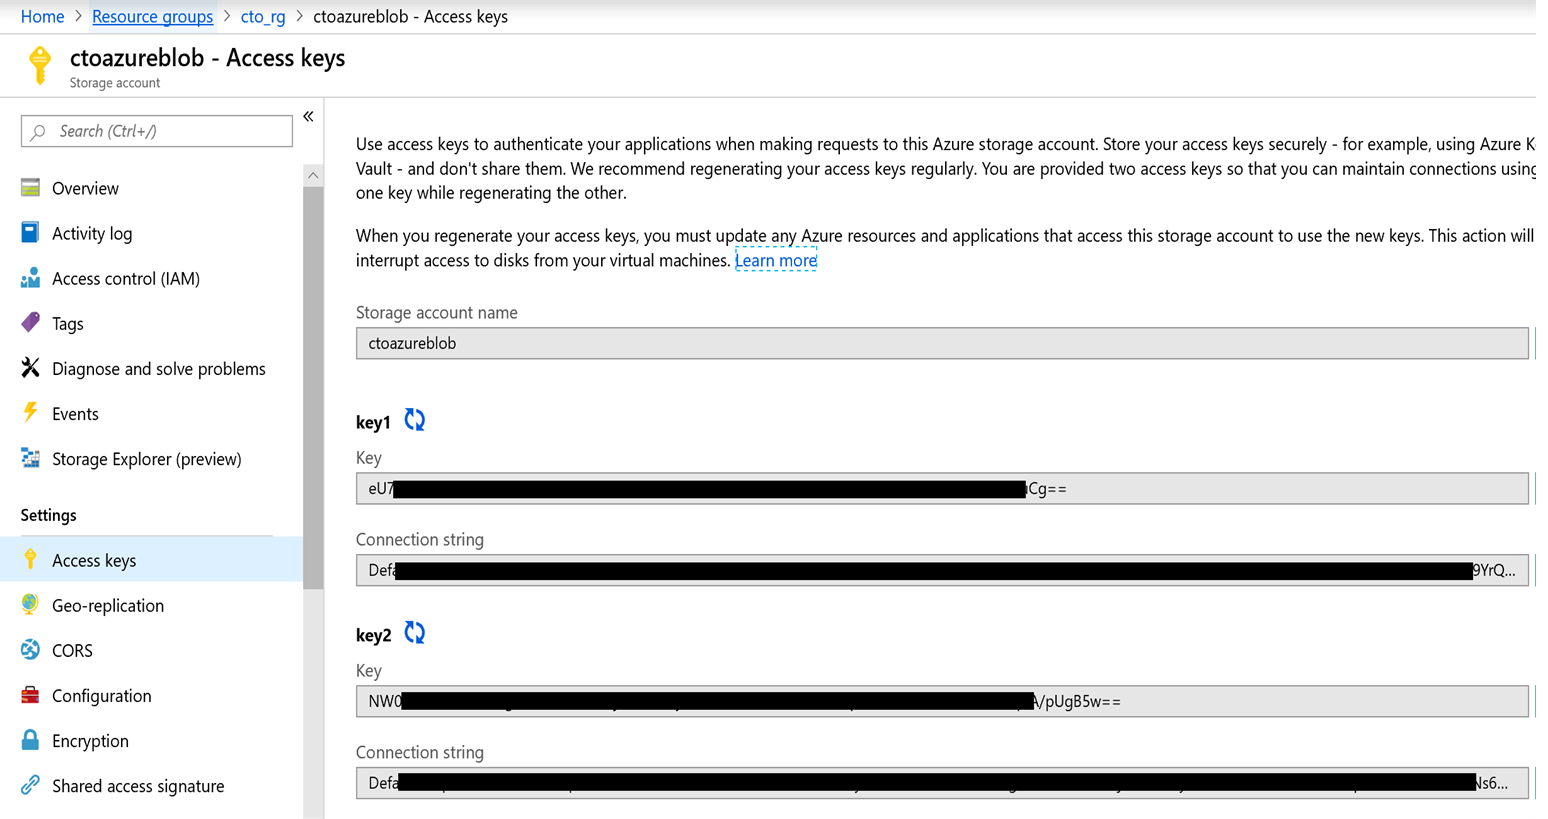 Home > Resource groups > cto_rg > ctoazureblob - Access keys
ctoazureblob - Access keys
Storage account
Search (Ctrl+/)
«
Overview
Activity log
Access control (IAM)
Tags
Diagnose and solve problems
Events
Storage Explorer (preview)
Settings
Access keys
Geo-replication
CORS
Configuration
Encryption
Shared access signature
Use access keys to authenticate your applications when making requests to this Azure storage account. Store your access keys securely - for example, using Azure K
Vault - and don't share them. We recommend regenerating your access keys regularly. You are provided two access keys so that you can maintain connections using
one key while regenerating the other.
When you regenerate your access keys, you must update any Azure resources and applications that access this storage account to use the new keys. This action will
interrupt access to disks from your virtual machines. Learn more
Storage account name
ctoazureblob
key1
Key
eU7 Cg==
Connection string
Defa 9YrQ...
key2
Key
NW0 /pUgB5w==
Connection string
Defa Ns6...